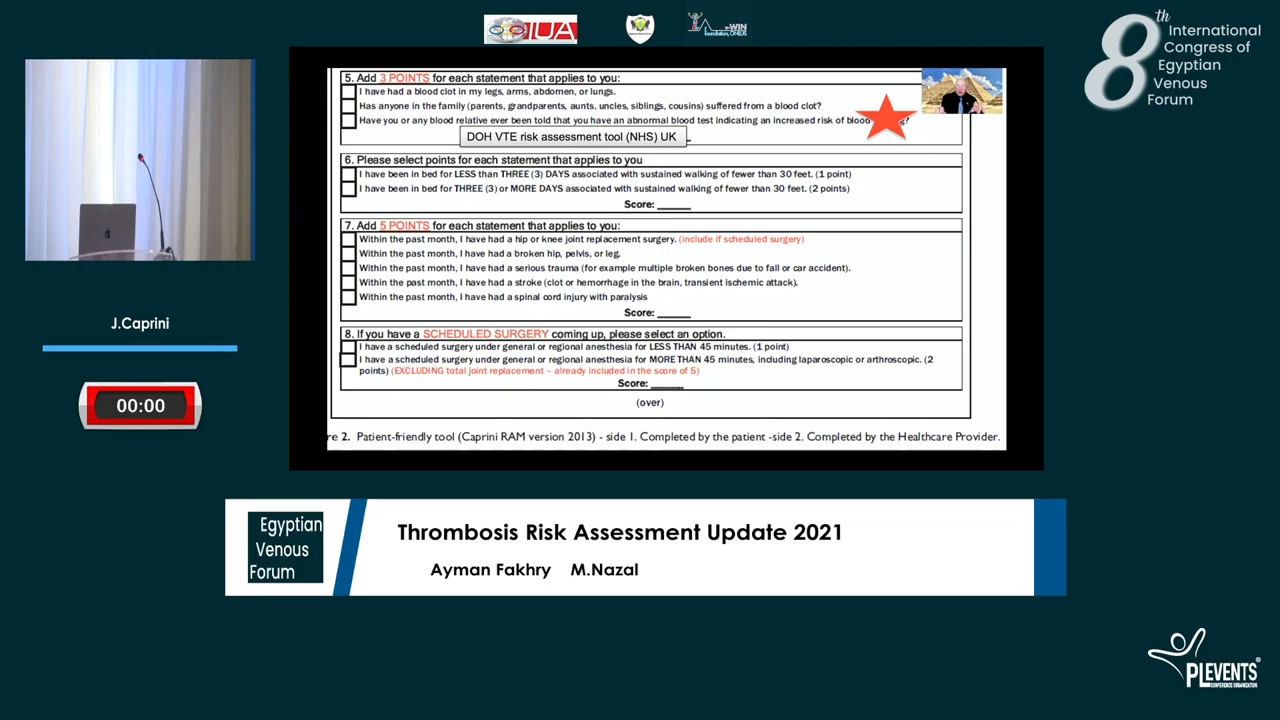 IUA
WIN
foundation, ONLUS
8th International
Congress of
Egyptian
Venous
Forum
5. Add 3 POINTS for each statement that applies to you:
I have had a blood clot in my legs, arms, abdomen, or lungs.
Has anyone in the family (parents, grandparents, aunts, uncles, siblings, cousins) suffered from a blood clot?
Have you or any blood relative ever been told that you have an abnormal blood test indicating an increased risk of blood
DOH VTE risk assessment tool (NHS) UK
6. Please select points for each statement that applies to you
I have been in bed for LESS than THREE (3) DAYS associated with sustained walking of fewer than 30 feet. (1 point)
I have been in bed for THREE (3) or MORE DAYS associated with sustained walking of fewer than 30 feet. (2 points)
Score: ______
7. Add 5 POINTS for each statement that applies to you:
Within the past month, I have had a hip or knee joint replacement surgery. (include if scheduled surgery)
Within the past month, I have had a broken hip, pelvis, or leg.
Within the past month, I have had a serious trauma (for example multiple broken bones due to fall or car accident).
Within the past month, I have had a stroke (clot or hemorrhage in the brain, transient ischemic attack).
Within the past month, I have had a spinal cord injury with paralysis
Score: ______
8. If you have a SCHEDULED SURGERY coming up, please select an option.
I have a scheduled surgery under general or regional anesthesia for LESS THAN 45 minutes. (1 point)
I have a scheduled surgery under general or regional anesthesia for MORE THAN 45 minutes, including laparoscopic or arthroscopic. (2
points) (EXCLUDING total joint replacement – already included in the score of 5)
Score: ______
(over)
re 2. Patient-friendly tool (Caprini RAM version 2013) - side 1. Completed by the patient -side 2. Completed by the Healthcare Provider.
J.Caprini
00:00
Egyptian
Venous
Forum
Thrombosis Risk Assessment Update 2021
Ayman Fakhry M.Nazal
PLEVENTS
CONFERENCE ORGANIZATION